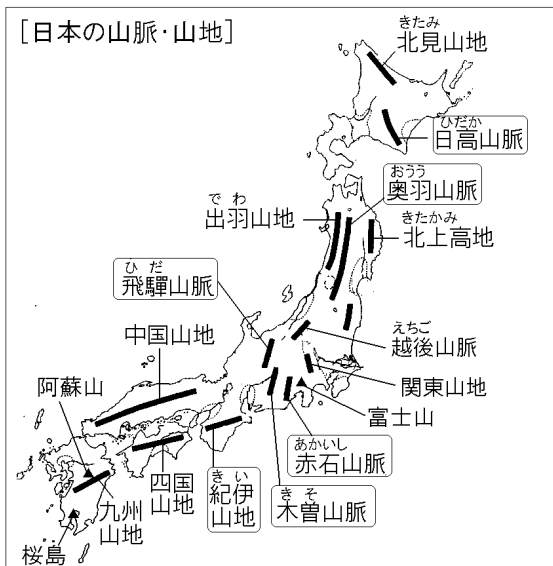 [日本の山脈･山地]
きたみ
北見山地
ひだか
日高山脈
おうう
奥羽山脈
でわ
出羽山地
きたかみ
北上高地
ひだ
飛驒山脈
中国山地
えちご
越後山脈
阿蘇山
関東山地
富士山
あかいし
赤石山脈
四国
山地
きい
紀伊
山地
きそ
木曽山脈
九州
山地
桜島